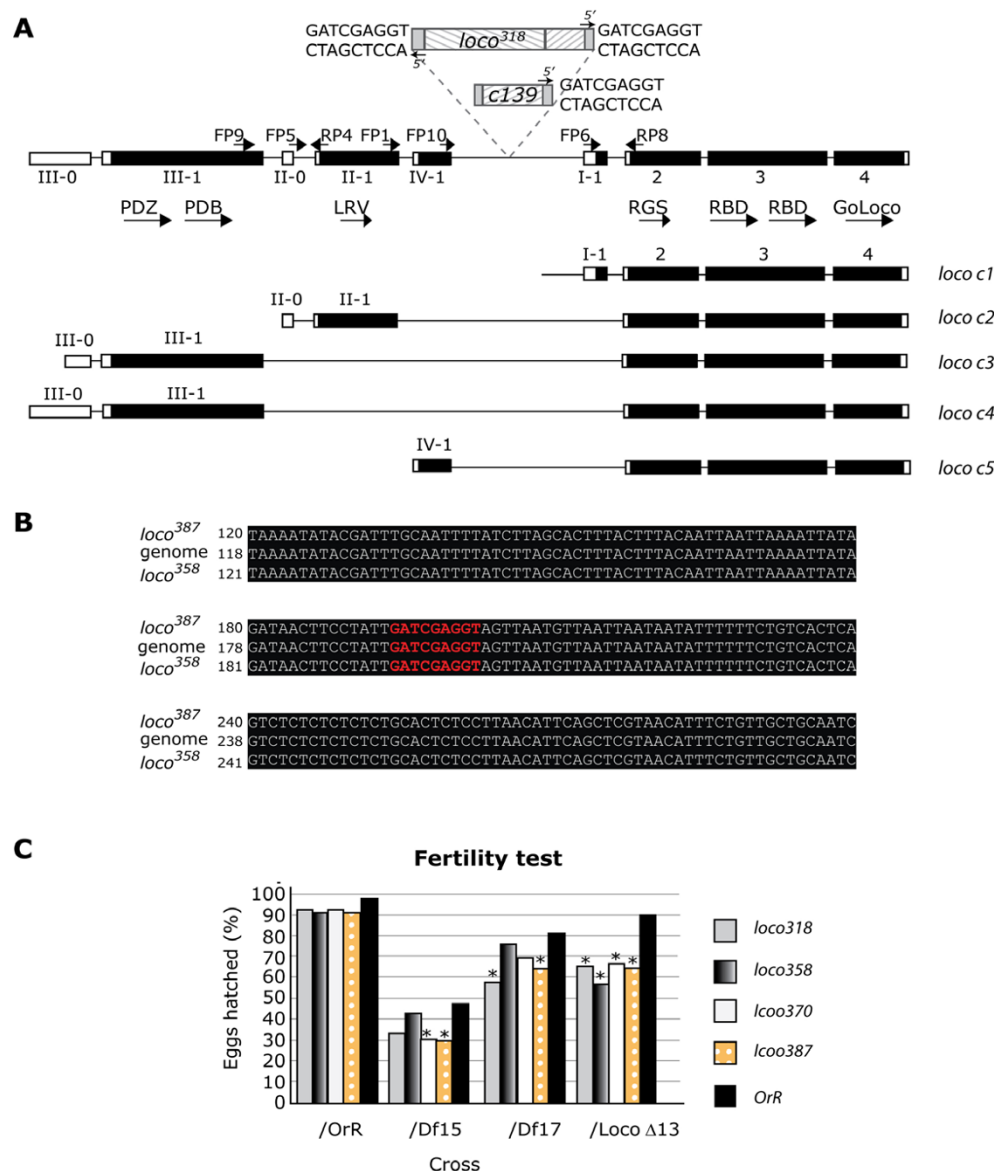 A
GATCGAGGT loco318 5′ GATCGAGGT
CTAGCTCCA 5′ CTAGCTCCA
c139 5′ GATCGAGGT
CTAGCTCCA
FP9 FP5 RP4 FP1 FP10 FP6 RP8
III-0 III-1 II-0 II-1 IV-1 I-1 2 3 4
PDZ PDB LRV RGS RBD RBD GoLoco
I-1 2 3 4 loco c1
II-0 II-1 loco c2
III-0 III-1 loco c3
III-0 III-1 loco c4
IV-1 loco c5
B
loco387 120 TAAAATATACGATTTGCAATTTTATCTTAGCACTTTACTTTACAATTAATTAAAATTATA
genome 118 TAAAATATACGATTTGCAATTTTATCTTAGCACTTTACTTTACAATTAATTAAAATTATA
loco358 121 TAAAATATACGATTTGCAATTTTATCTTAGCACTTTACTTTACAATTAATTAAAATTATA
loco387 180 GATAACTTCCTATTGATCGAGGTAGTTAATGTTAATTAATAATATTTTTTCTGTCACTCA
genome 178 GATAACTTCCTATTGATCGAGGTAGTTAATGTTAATTAATAATATTTTTTCTGTCACTCA
loco358 181 GATAACTTCCTATTGATCGAGGTAGTTAATGTTAATTAATAATATTTTTTCTGTCACTCA
loco387 240 GTCTCTCTCTCTCTGCACTCTCCTTAACATTCAGCTCGTAACATTTCTGTTGCTGCAATC
genome 238 GTCTCTCTCTCTCTGCACTCTCCTTAACATTCAGCTCGTAACATTTCTGTTGCTGCAATC
loco358 241 GTCTCTCTCTCTCTGCACTCTCCTTAACATTCAGCTCGTAACATTTCTGTTGCTGCAATC
C
Fertility test
Eggs hatched (%)
100
90
80
70
60
50
40
30
20
10
0
* * * * * * * *
/OrR /Df15 /Df17 /Loco Δ13
Cross
loco318
loco358
lcoo370
lcoo387
OrR